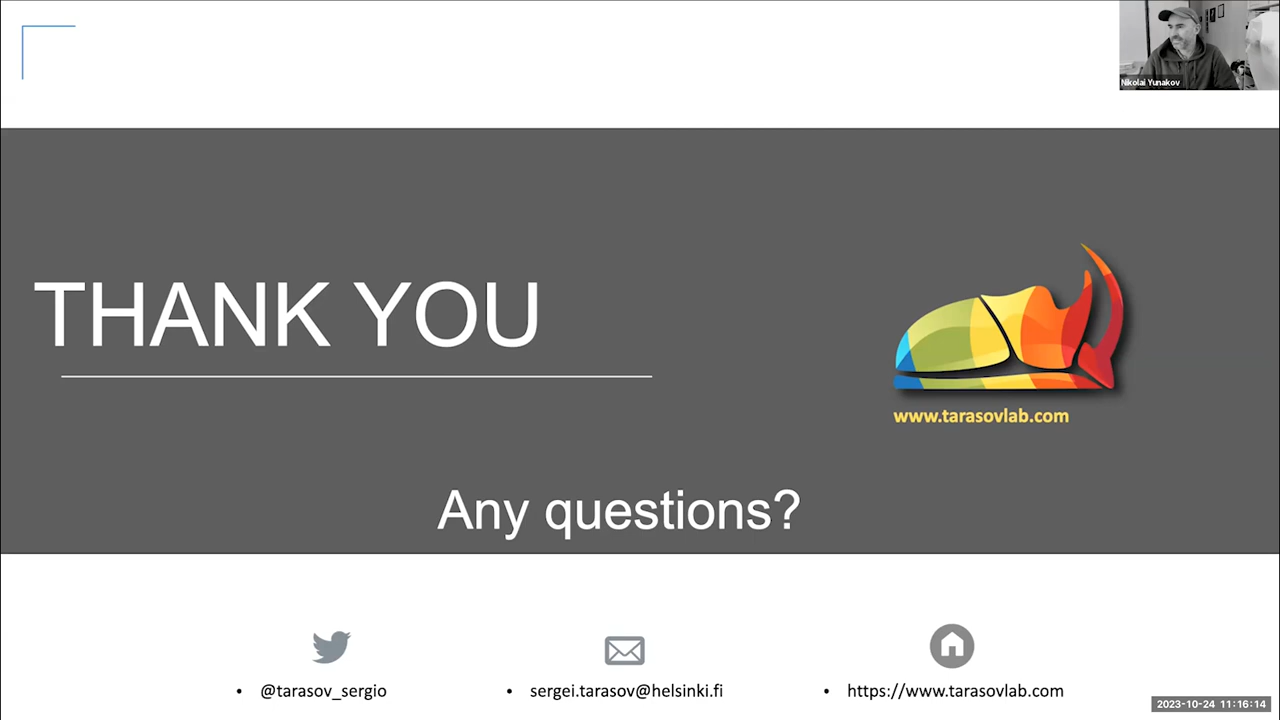 Nikolai Yunakov
THANK YOU
www.tarasovlab.com
Any questions?
• @tarasov_sergio
• sergei.tarasov@helsinki.fi
• https://www.tarasovlab.com
2023-10-24 11:16:14